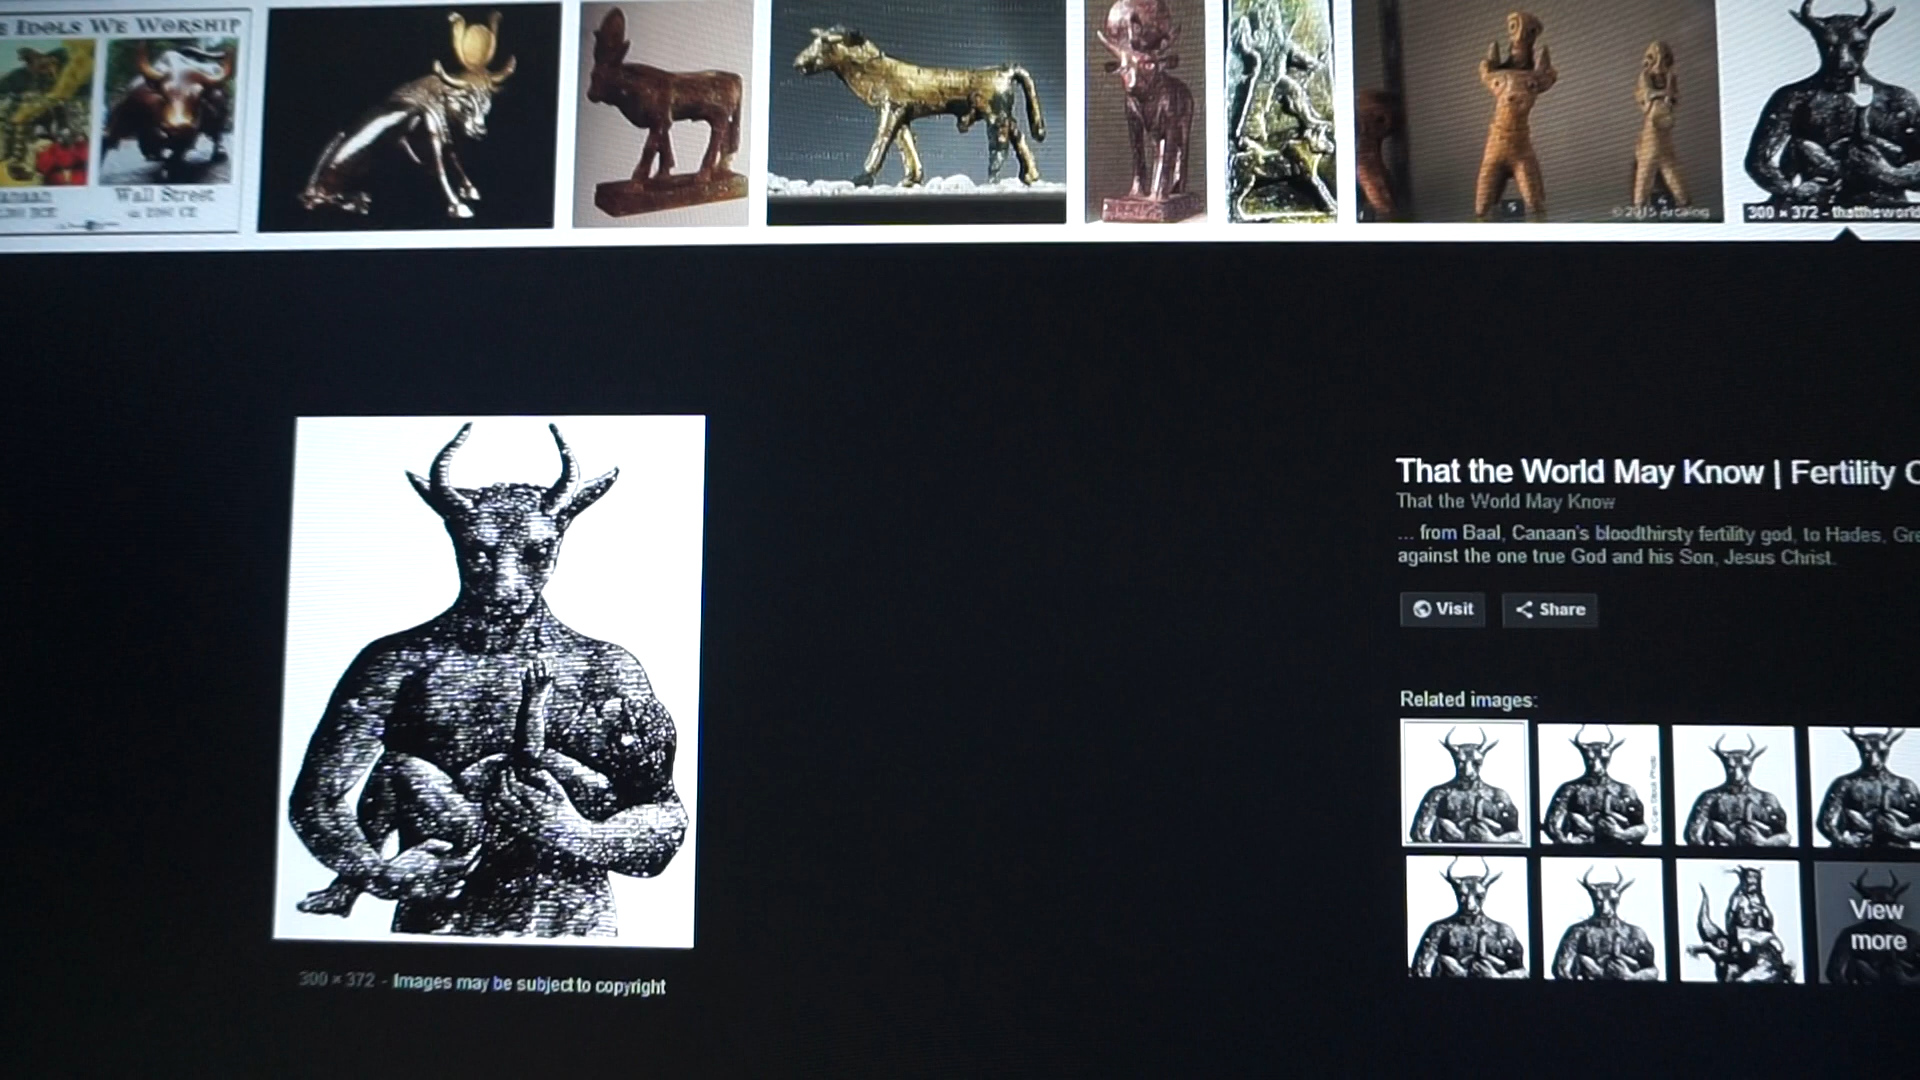 IDOLS WE WORSHIP
Wall Street
© 2015 Arcalog
300 × 372 - thattheworld
That the World May Know | Fertility C
That the World May Know
... from Baal, Canaan's bloodthirsty fertility god, to Hades, Gre
against the one true God and his Son, Jesus Christ.
Visit
Share
Related images:
View
more
300 × 372 - Images may be subject to copyright